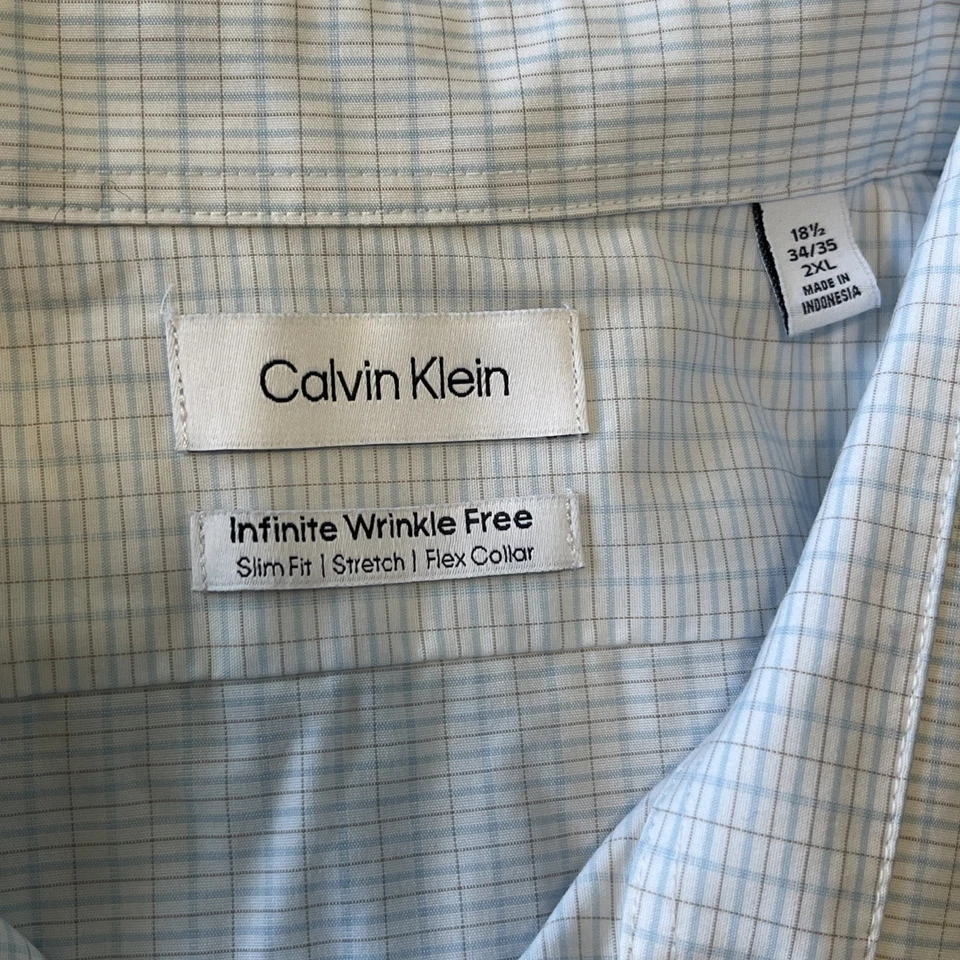 18½
34/35
2XL
MADE IN
INDONESIA
Calvin Klein
Infinite Wrinkle Free
Slim Fit | Stretch | Flex Collar